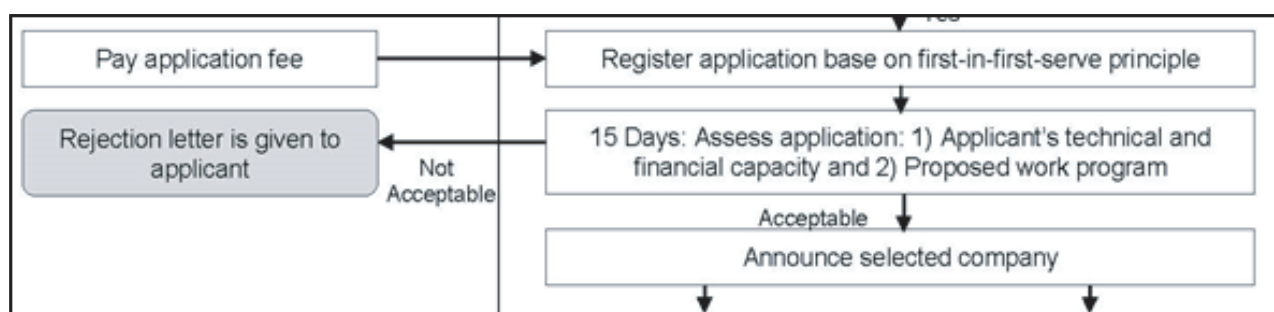 Yes
Pay application fee
Register application base on first-in-first-serve principle
Rejection letter is given to
applicant
Not
Acceptable
15 Days: Assess application: 1) Applicant's technical and
financial capacity and 2) Proposed work program
Acceptable
Announce selected company